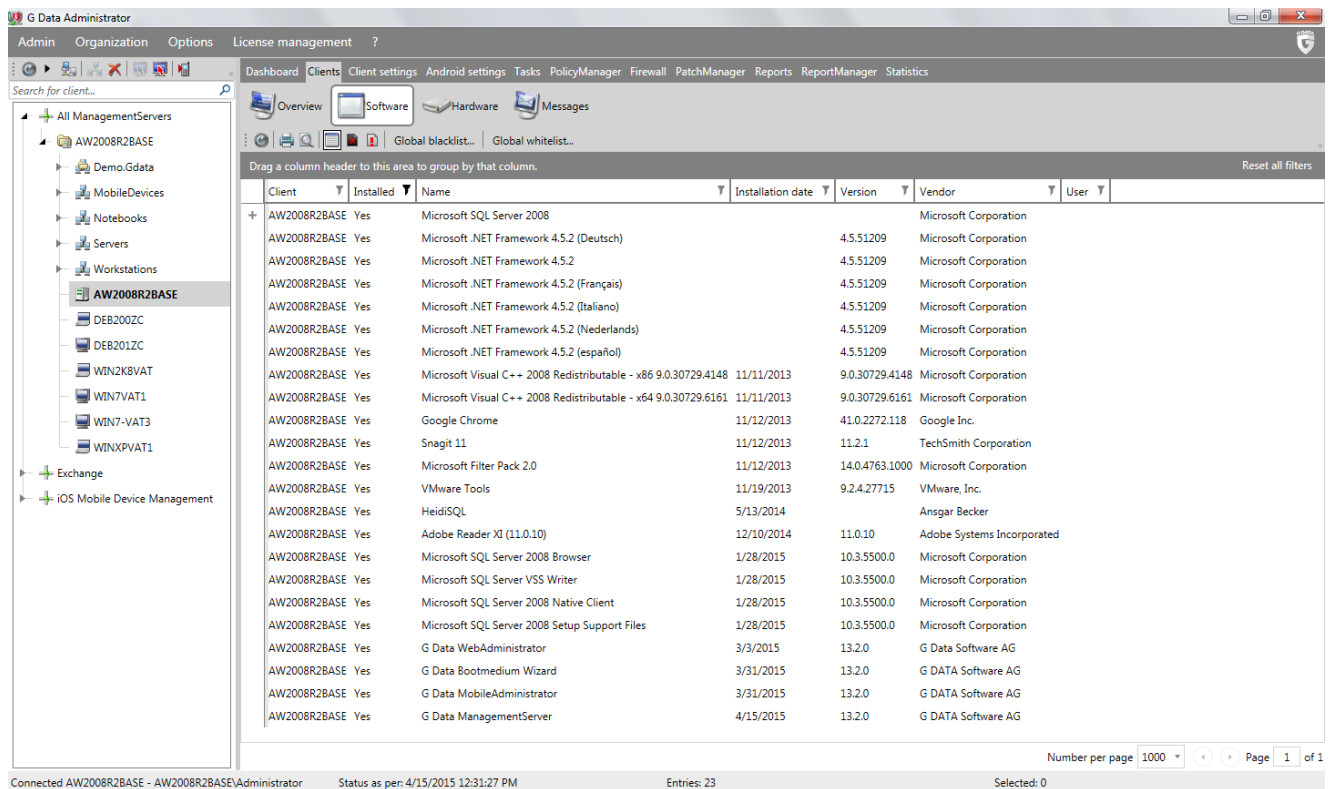 G Data Administrator
Admin Organization Options License management ?
G DATA
Dashboard Clients Client settings Android settings Tasks PolicyManager Firewall PatchManager Reports ReportManager Statistics
Search for client...
Overview Software Hardware Messages
Global blacklist... Global whitelist...
All ManagementServers
AW2008R2BASE
Demo.Gdata
MobileDevices
Notebooks
Servers
Workstations
AW2008R2BASE
DEB200ZC
DEB201ZC
WIN2K8VAT
WIN7VAT1
WIN7-VAT3
WINXPVAT1
Exchange
iOS Mobile Device Management
Drag a column header to this area to group by that column. Reset all filters
Client Installed Name Installation date Version Vendor User
AW2008R2BASE Yes Microsoft SQL Server 2008 Microsoft Corporation
AW2008R2BASE Yes Microsoft .NET Framework 4.5.2 (Deutsch) 4.5.51209 Microsoft Corporation
AW2008R2BASE Yes Microsoft .NET Framework 4.5.2 4.5.51209 Microsoft Corporation
AW2008R2BASE Yes Microsoft .NET Framework 4.5.2 (Français) 4.5.51209 Microsoft Corporation
AW2008R2BASE Yes Microsoft .NET Framework 4.5.2 (Italiano) 4.5.51209 Microsoft Corporation
AW2008R2BASE Yes Microsoft .NET Framework 4.5.2 (Nederlands) 4.5.51209 Microsoft Corporation
AW2008R2BASE Yes Microsoft .NET Framework 4.5.2 (español) 4.5.51209 Microsoft Corporation
AW2008R2BASE Yes Microsoft Visual C++ 2008 Redistributable - x86 9.0.30729.4148 11/11/2013 9.0.30729.4148 Microsoft Corporation
AW2008R2BASE Yes Microsoft Visual C++ 2008 Redistributable - x64 9.0.30729.6161 11/11/2013 9.0.30729.6161 Microsoft Corporation
AW2008R2BASE Yes Google Chrome 11/12/2013 41.0.2272.118 Google Inc.
AW2008R2BASE Yes Snagit 11 11/12/2013 11.2.1 TechSmith Corporation
AW2008R2BASE Yes Microsoft Filter Pack 2.0 11/12/2013 14.0.4763.1000 Microsoft Corporation
AW2008R2BASE Yes VMware Tools 11/19/2013 9.2.4.27715 VMware, Inc.
AW2008R2BASE Yes HeidiSQL 5/13/2014 Ansgar Becker
AW2008R2BASE Yes Adobe Reader XI (11.0.10) 12/10/2014 11.0.10 Adobe Systems Incorporated
AW2008R2BASE Yes Microsoft SQL Server 2008 Browser 1/28/2015 10.3.5500.0 Microsoft Corporation
AW2008R2BASE Yes Microsoft SQL Server VSS Writer 1/28/2015 10.3.5500.0 Microsoft Corporation
AW2008R2BASE Yes Microsoft SQL Server 2008 Native Client 1/28/2015 10.3.5500.0 Microsoft Corporation
AW2008R2BASE Yes Microsoft SQL Server 2008 Setup Support Files 1/28/2015 10.3.5500.0 Microsoft Corporation
AW2008R2BASE Yes G Data WebAdministrator 3/3/2015 13.2.0 G Data Software AG
AW2008R2BASE Yes G Data Bootmedium Wizard 3/31/2015 13.2.0 G DATA Software AG
AW2008R2BASE Yes G Data MobileAdministrator 3/31/2015 13.2.0 G DATA Software AG
AW2008R2BASE Yes G Data ManagementServer 4/15/2015 13.2.0 G DATA Software AG
Number per page 1000 Page 1 of 1
Connected AW2008R2BASE - AW2008R2BASE\Administrator Status as per: 4/15/2015 12:31:27 PM Entries: 23 Selected: 0